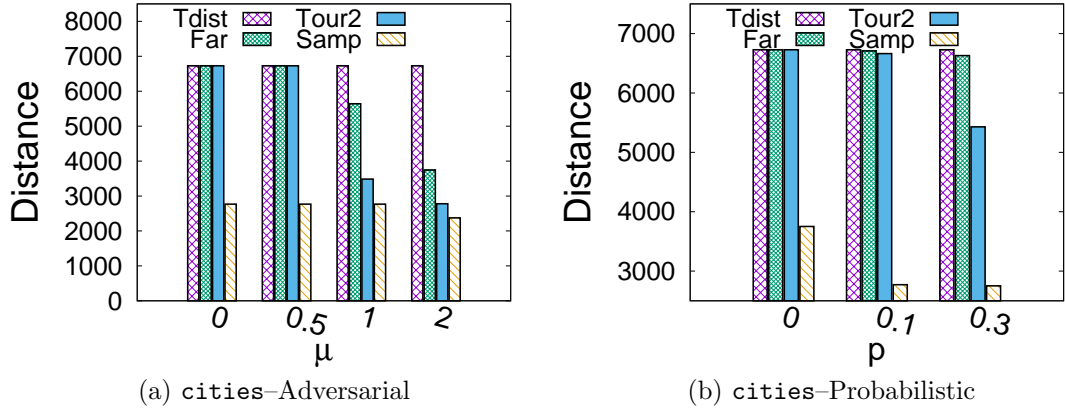 Tdist Tour2
Far Samp
8000
7000
6000
5000
4000
3000
2000
1000
0
Distance
0 0.5 1 2
μ
(a) cities–Adversarial
Tdist Tour2
Far Samp
7000
6000
5000
4000
3000
Distance
0 0.1 0.3
p
(b) cities–Probabilistic